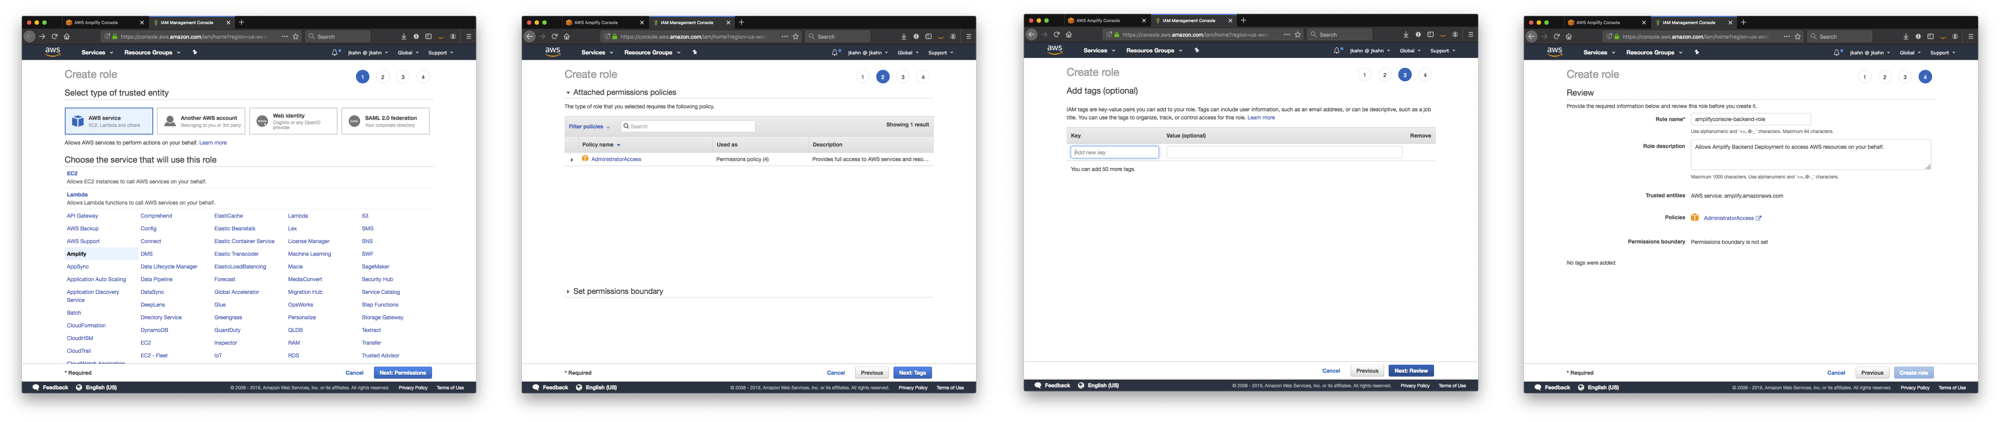 AWS Amplify Console
IAM Management Console
https://console.aws.amazon.com/iam/home?region=us-we
Search
aws
Services
Resource Groups
jkahn @ jkahn
Global
Support
Create role
1 2 3 4
Select type of trusted entity
AWS service
EC2, Lambda and others
Another AWS account
Belonging to you or 3rd party
Web identity
Cognito or any OpenID
provider
SAML 2.0 federation
Your corporate directory
Allows AWS services to perform actions on your behalf. Learn more
Choose the service that will use this role
EC2
Allows EC2 instances to call AWS services on your behalf.
Lambda
Allows Lambda functions to call AWS services on your behalf.
API Gateway Comprehend ElastiCache Lambda S3
AWS Backup Config Elastic Beanstalk Lex SMS
AWS Support Connect Elastic Container Service License Manager SNS
Amplify DMS Elastic Transcoder Machine Learning SWF
AppSync Data Lifecycle Manager ElasticLoadBalancing Macie SageMaker
Application Auto Scaling Data Pipeline Forecast MediaConvert Security Hub
Application Discovery DataSync Global Accelerator Migration Hub Service Catalog
Service
DeepLens Glue OpsWorks Step Functions
Batch
Directory Service Greengrass Personalize Storage Gateway
CloudFormation
DynamoDB GuardDuty QLDB Textract
CloudHSM
EC2 Inspector RAM Transfer
CloudTrail
EC2 - Fleet IoT RDS Trusted Advisor
CloudWatch Application
* Required
Cancel
Next: Permissions
Feedback
English (US)
© 2008 - 2019, Amazon Web Services, Inc. or its affiliates. All rights reserved.
Privacy Policy
Terms of Use
AWS Amplify Console
IAM Management Console
https://console.aws.amazon.com/iam/home?region=us-we
Search
aws
Services
Resource Groups
jkahn @ jkahn
Global
Support
Create role
1 2 3 4
Attached permissions policies
The type of role that you selected requires the following policy.
Filter policies
Search
Showing 1 result
Policy name
Used as
Description
AdministratorAccess
Permissions policy (4)
Provides full access to AWS services and reso...
Set permissions boundary
* Required
Cancel
Previous
Next: Tags
Feedback
English (US)
© 2008 - 2019, Amazon Web Services, Inc. or its affiliates. All rights reserved.
Privacy Policy
Terms of Use
AWS Amplify Console
IAM Management Console
https://console.aws.amazon.com/iam/home?region=us-we
Search
aws
Services
Resource Groups
jkahn @ jkahn
Global
Support
Create role
1 2 3 4
Add tags (optional)
IAM tags are key-value pairs you can add to your role. Tags can include user information, such as an email address, or can be descriptive, such as a job
title. You can use the tags to organize, track, or control access for this role. Learn more
Key
Value (optional)
Remove
Add new key
You can add 50 more tags.
Cancel
Previous
Next: Review
Feedback
English (US)
© 2008 - 2019, Amazon Web Services, Inc. or its affiliates. All rights reserved.
Privacy Policy
Terms of Use
AWS Amplify Console
IAM Management Console
https://console.aws.amazon.com/iam/home?region=us-we
Search
aws
Services
Resource Groups
jkahn @ jkahn
Global
Support
Create role
1 2 3 4
Review
Provide the required information below and review this role before you create it.
Role name*
amplifyconsole-backend-role
Use alphanumeric and '+=,.@-_' characters. Maximum 64 characters.
Role description
Allows Amplify Backend Deployment to access AWS resources on your behalf.
Maximum 1000 characters. Use alphanumeric and '+=,.@-_' characters.
Trusted entities
AWS service: amplify.amazonaws.com
Policies
AdministratorAccess
Permissions boundary
Permissions boundary is not set
No tags were added.
* Required
Cancel
Previous
Create role
Feedback
English (US)
© 2008 - 2019, Amazon Web Services, Inc. or its affiliates. All rights reserved.
Privacy Policy
Terms of Use